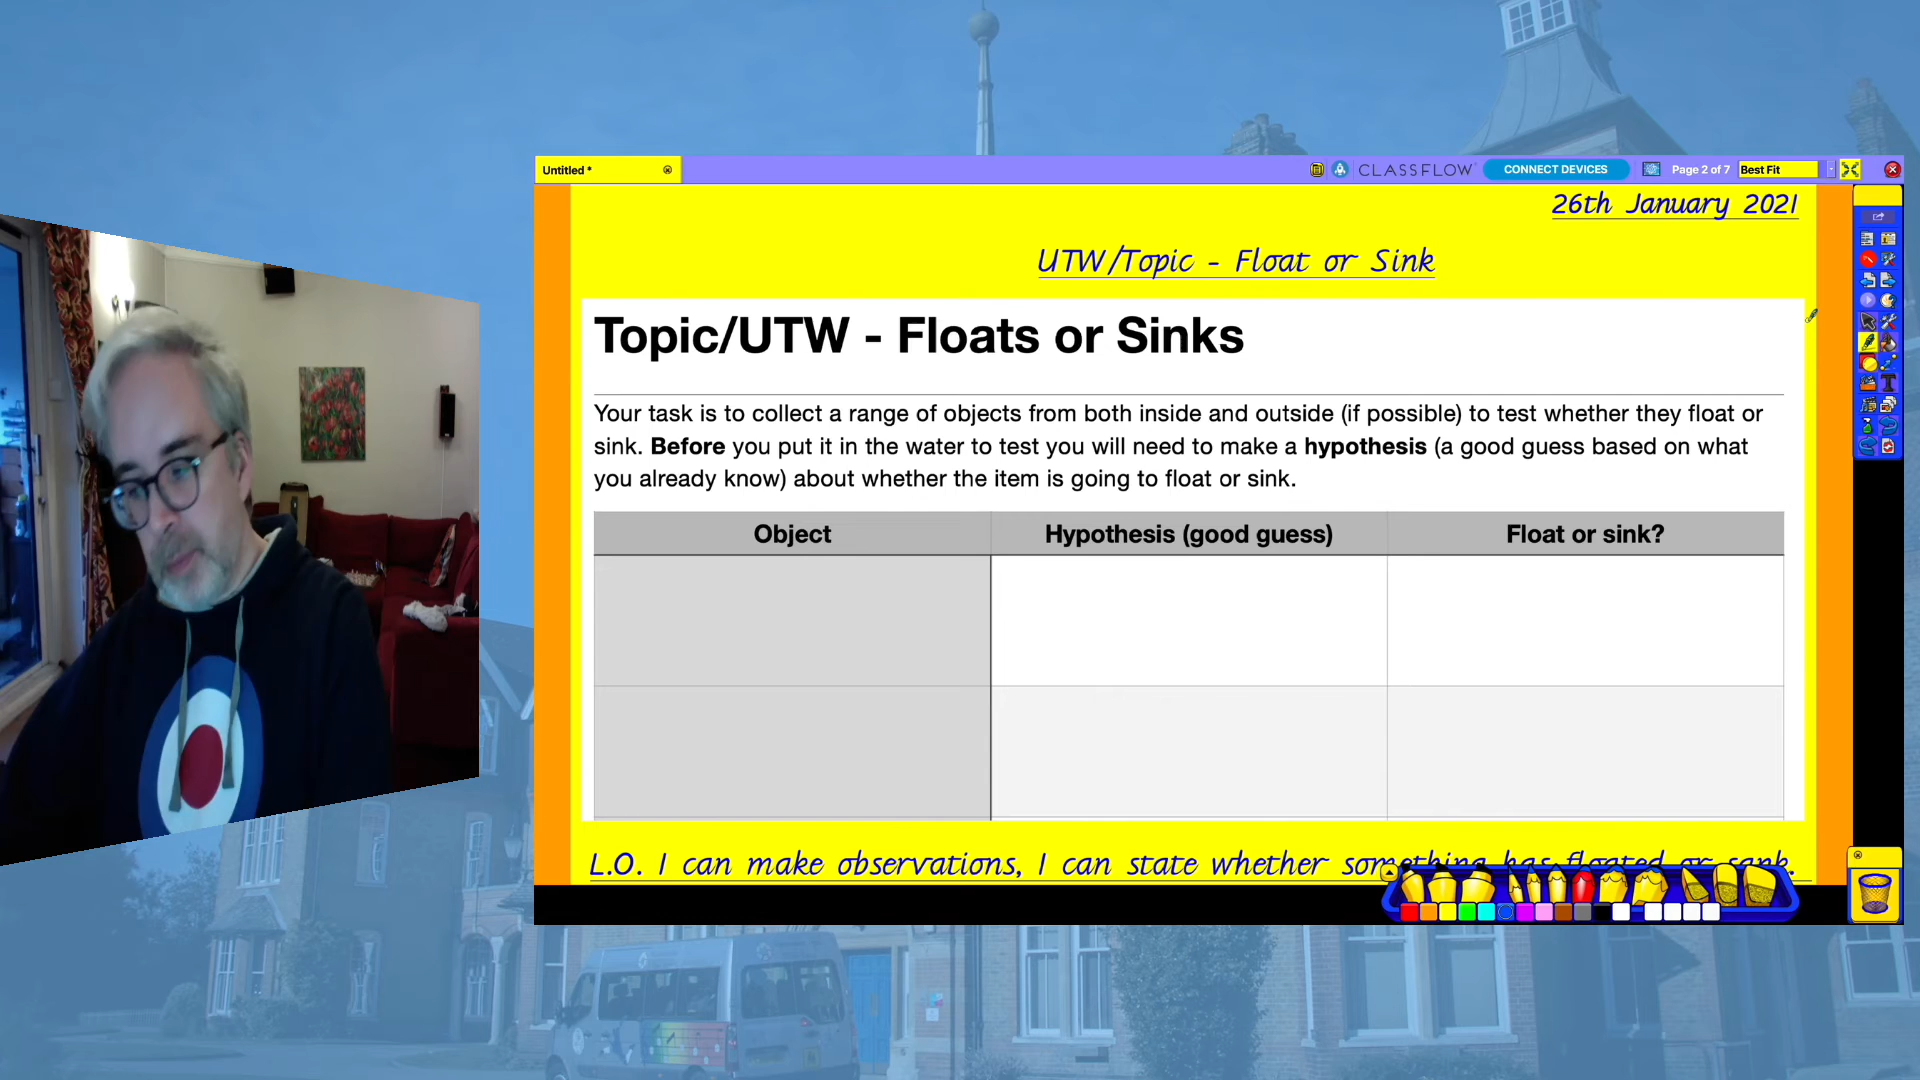 Untitled *
CLASSFLOW
CONNECT DEVICES
Page 2 of 7
Best Fit
26th January 2021
UTW/Topic - Float or Sink
Topic/UTW - Floats or Sinks
Your task is to collect a range of objects from both inside and outside (if possible) to test whether they float or
sink. Before you put it in the water to test you will need to make a hypothesis (a good guess based on what
you already know) about whether the item is going to float or sink.
Object
Hypothesis (good guess)
Float or sink?
L.O. I can make observations, I can state whether something has floated or sank.